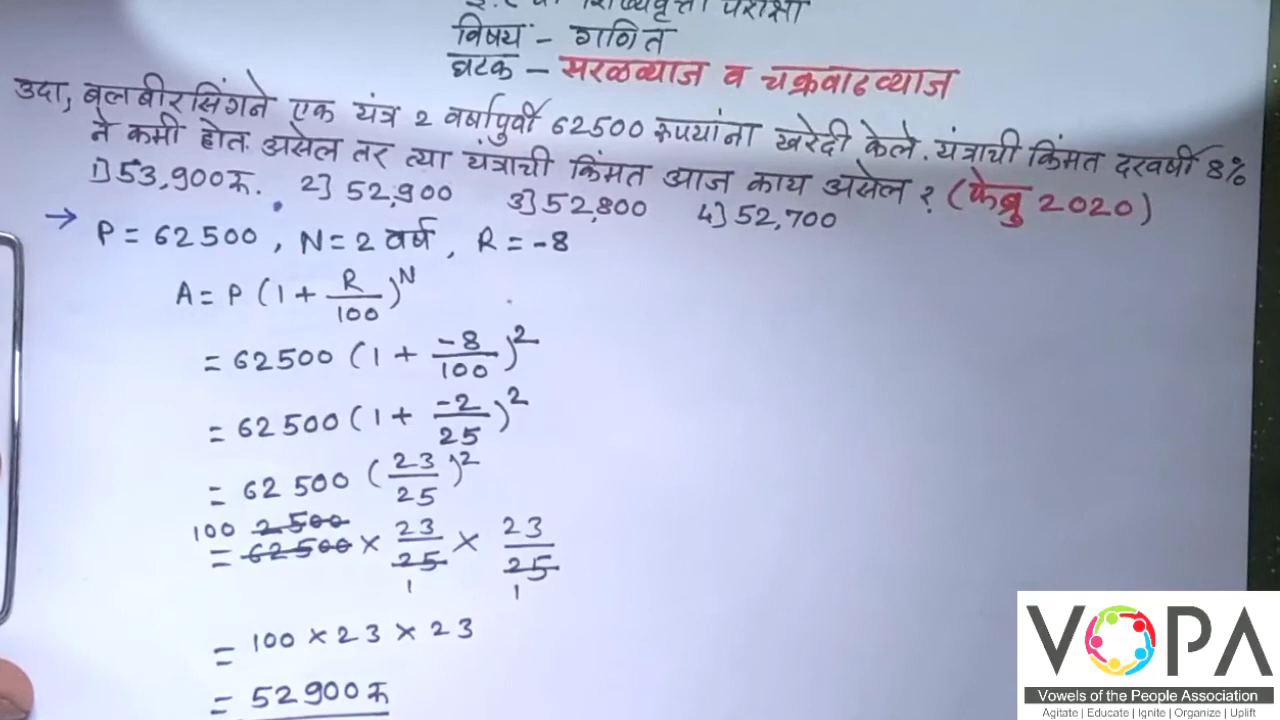 परीक्षा
विषय - गणित
घटक - सरळव्याज व चक्रवाढव्याज
उदा, बलबीरसिंगने एक यंत्र 2 वर्षापुर्वी 62500 रुपयांना खरेदी केले. यंत्राची किंमत दरवर्षी 8%
ने कमी होत असेल तर त्या यंत्राची किंमत आज काय असेल ? (फेब्रु 2020)
1) 53,900रु. 2) 52,900 3) 52,800 4) 52,700
→ P = 62500, N = 2 वर्ष, R = -8
A = P (1 + R/100)^N
= 62500 (1 + -8/100)^2
= 62500 (1 + -2/25)^2
= 62500 (23/25)^2
100 2500
= 62500 × 23/25 × 23/25
1 1
= 100 × 23 × 23
= 52900रु
VOPA
Vowels of the People Association
Agitate | Educate | Ignite | Organize | Uplift